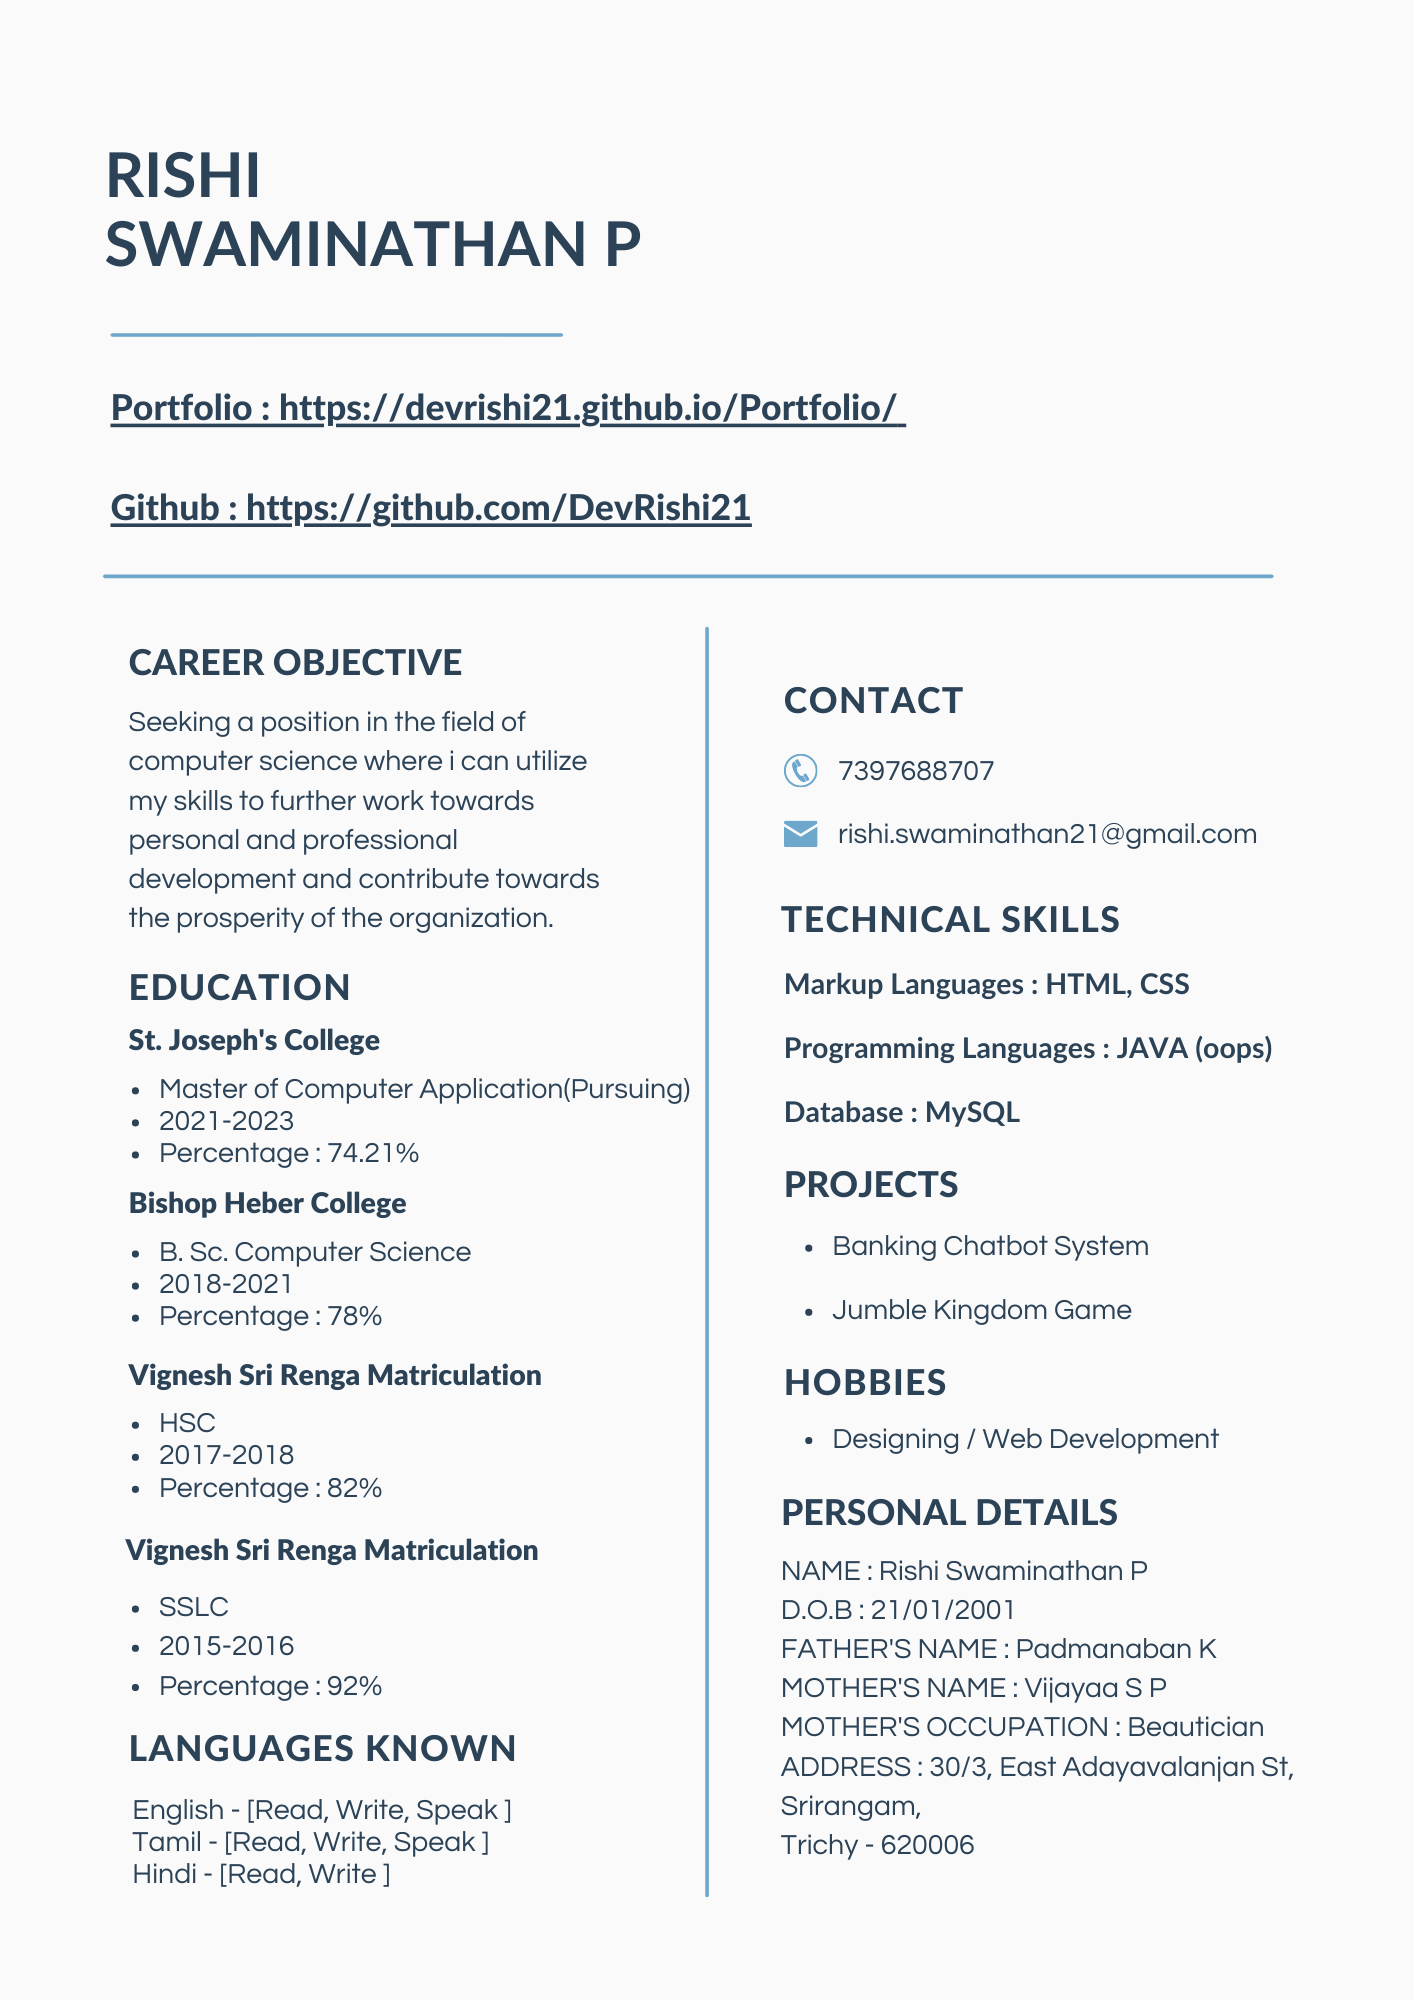 RISHI
SWAMINATHAN P
Portfolio : https://devrishi21.github.io/Portfolio/
Github : https://github.com/DevRishi21
CAREER OBJECTIVE
Seeking a position in the field of
computer science where i can utilize
my skills to further work towards
personal and professional
development and contribute towards
the prosperity of the organization.
EDUCATION
St. Joseph's College
• Master of Computer Application(Pursuing)
• 2021-2023
• Percentage : 74.21%
Bishop Heber College
• B. Sc. Computer Science
• 2018-2021
• Percentage : 78%
Vignesh Sri Renga Matriculation
• HSC
• 2017-2018
• Percentage : 82%
Vignesh Sri Renga Matriculation
• SSLC
• 2015-2016
• Percentage : 92%
LANGUAGES KNOWN
English - [Read, Write, Speak ]
Tamil - [Read, Write, Speak ]
Hindi - [Read, Write ]
CONTACT
7397688707
rishi.swaminathan21@gmail.com
TECHNICAL SKILLS
Markup Languages : HTML, CSS
Programming Languages : JAVA (oops)
Database : MySQL
PROJECTS
• Banking Chatbot System
• Jumble Kingdom Game
HOBBIES
• Designing / Web Development
PERSONAL DETAILS
NAME : Rishi Swaminathan P
D.O.B : 21/01/2001
FATHER'S NAME : Padmanaban K
MOTHER'S NAME : Vijayaa S P
MOTHER'S OCCUPATION : Beautician
ADDRESS : 30/3, East Adayavalanjan St,
Srirangam,
Trichy - 620006